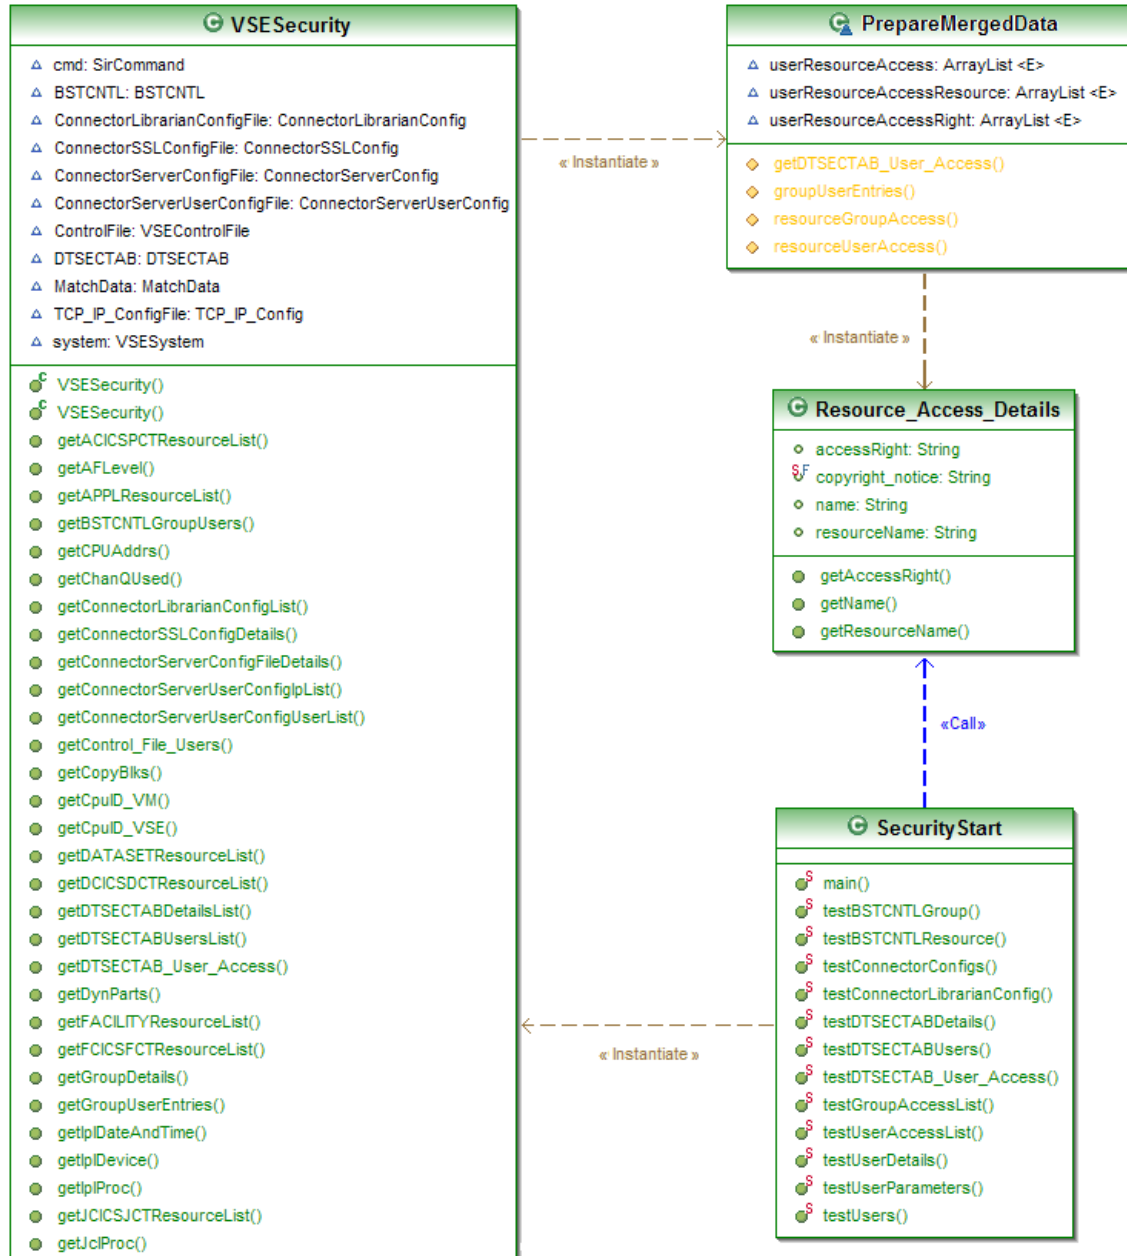 VSESecurity
cmd: SirCommand
BSTCNTL: BSTCNTL
ConnectorLibrarianConfigFile: ConnectorLibrarianConfig
ConnectorSSLConfigFile: ConnectorSSLConfig
ConnectorServerConfigFile: ConnectorServerConfig
ConnectorServerUserConfigFile: ConnectorServerUserConfig
ControlFile: VSEControlFile
DTSECTAB: DTSECTAB
MatchData: MatchData
TCP_IP_ConfigFile: TCP_IP_Config
system: VSESystem
VSESecurity()
VSESecurity()
getACICSPCTResourceList()
getAFLevel()
getAPPLResourceList()
getBSTCNTLGroupUsers()
getCPUAddrs()
getChanQUsed()
getConnectorLibrarianConfigList()
getConnectorSSLConfigDetails()
getConnectorServerConfigFileDetails()
getConnectorServerUserConfigIpList()
getConnectorServerUserConfigUserList()
getControl_File_Users()
getCopyBlks()
getCpuID_VM()
getCpuID_VSE()
getDATASETResourceList()
getDCICSDCTResourceList()
getDTSECTABDetailsList()
getDTSECTABUsersList()
getDTSECTAB_User_Access()
getDynParts()
getFACILITYResourceList()
getFCICSFCTResourceList()
getGroupDetails()
getGroupUserEntries()
getIplDateAndTime()
getIplDevice()
getIplProc()
getJCICSJCTResourceList()
getJclProc()
« Instantiate »
PrepareMergedData
userResourceAccess: ArrayList <E>
userResourceAccessResource: ArrayList <E>
userResourceAccessRight: ArrayList <E>
getDTSECTAB_User_Access()
groupUserEntries()
resourceGroupAccess()
resourceUserAccess()
« Instantiate »
Resource_Access_Details
accessRight: String
copyright_notice: String
name: String
resourceName: String
getAccessRight()
getName()
getResourceName()
«Call»
SecurityStart
main()
testBSTCNTLGroup()
testBSTCNTLResource()
testConnectorConfigs()
testConnectorLibrarianConfig()
testDTSECTABDetails()
testDTSECTABUsers()
testDTSECTAB_User_Access()
testGroupAccessList()
testUserAccessList()
testUserDetails()
testUserParameters()
testUsers()
« Instantiate »